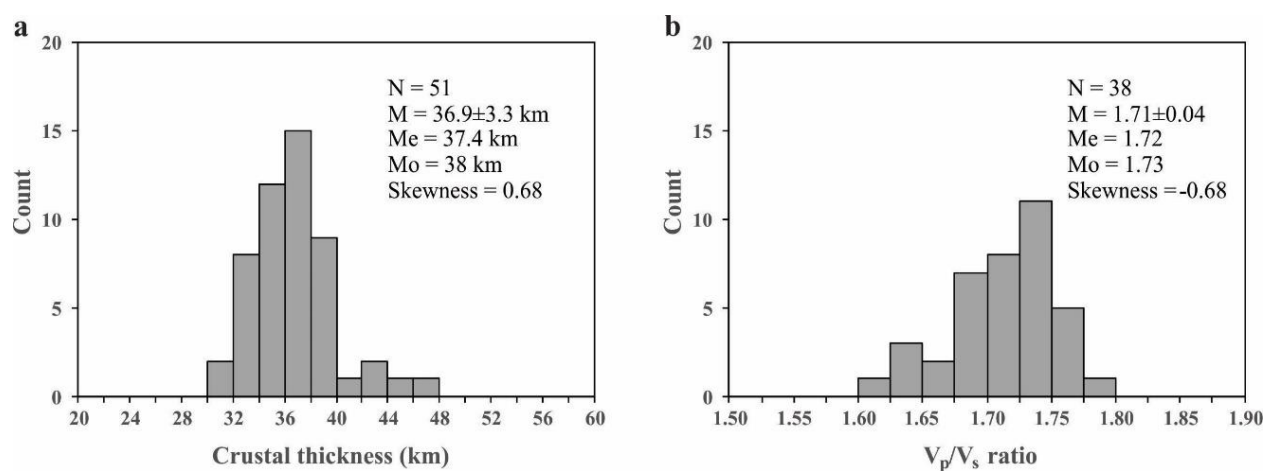 a
20
15
10
5
0
Count
N = 51
M = 36.9±3.3 km
Me = 37.4 km
Mo = 38 km
Skewness = 0.68
20 24 28 32 36 40 44 48 52 56 60
Crustal thickness (km)
b
20
15
10
5
0
Count
N = 38
M = 1.71±0.04
Me = 1.72
Mo = 1.73
Skewness =-0.68
1.50 1.55 1.60 1.65 1.70 1.75 1.80 1.85 1.90
Vp/Vs ratio